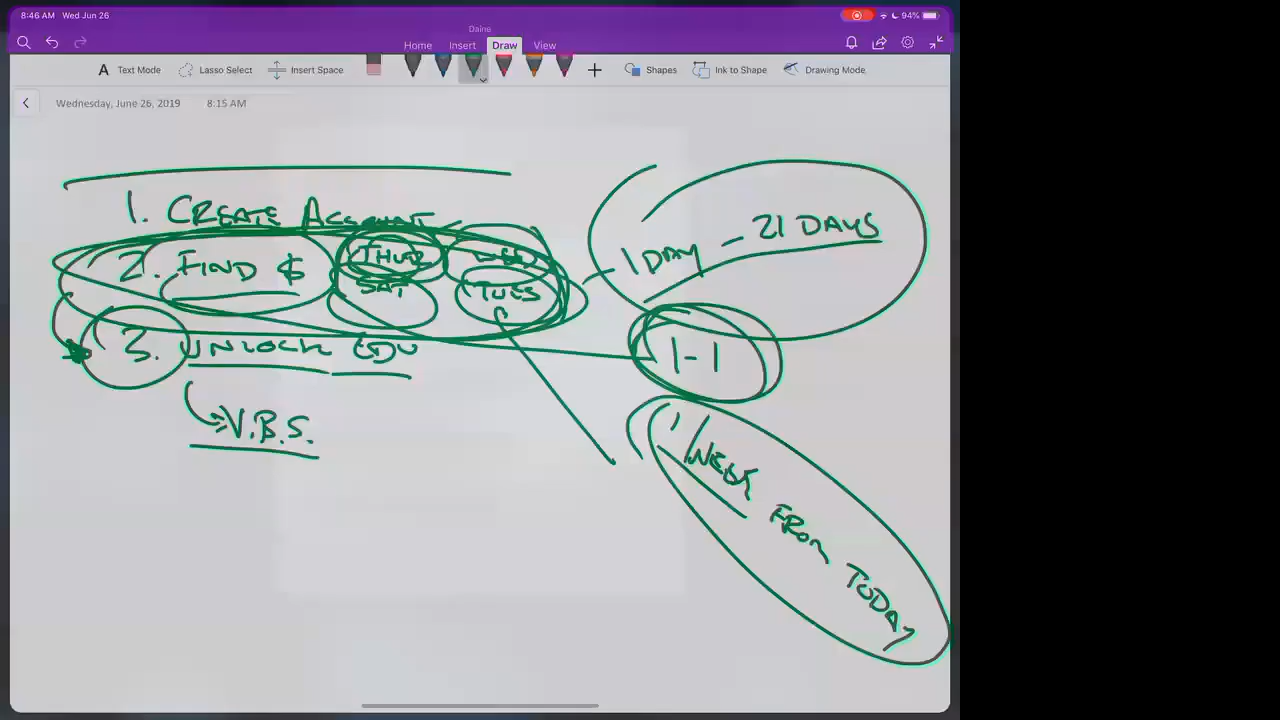 8:46 AM Wed Jun 26
94%
Daine
Home Insert Draw View
Text Mode Lasso Select Insert Space Shapes Ink to Shape Drawing Mode
Wednesday, June 26, 2019 8:15 AM
1. CREATE ACCOUNT
2. FIND $ THUR WED
SAT TUES
1 DAY - 21 DAYS
3. UNLOCK EDU
1-1
V.B.S.
1 WEEK FROM TODAY